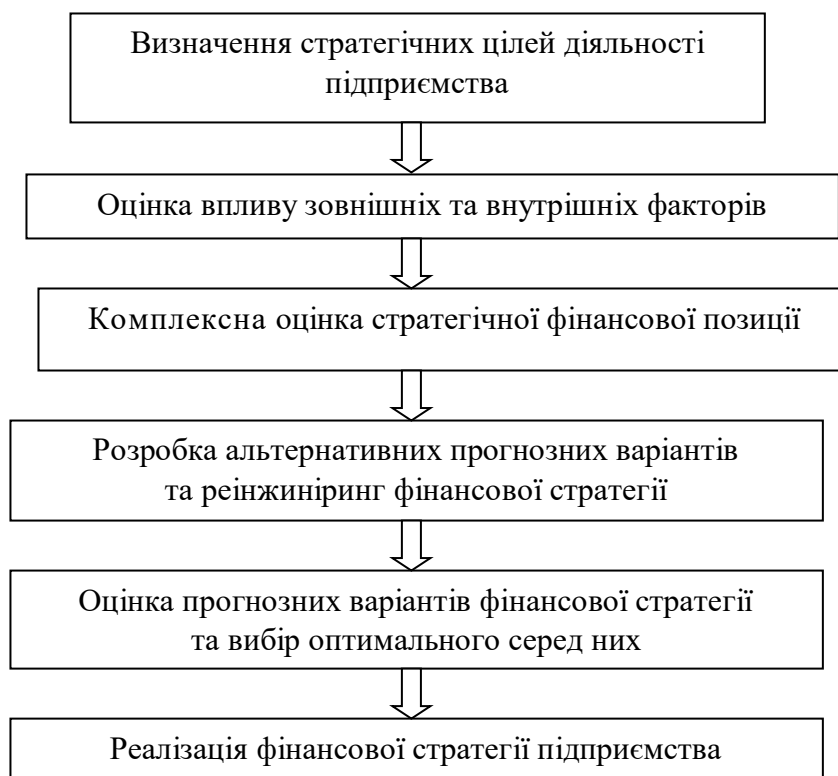 Визначення стратегічних цілей діяльності
підприємства
Оцінка впливу зовнішніх та внутрішніх факторів
Комплексна оцінка стратегічної фінансової позиції
Розробка альтернативних прогнозних варіантів
та реінжиніринг фінансової стратегії
Оцінка прогнозних варіантів фінансової стратегії
та вибір оптимального серед них
Реалізація фінансової стратегії підприємства